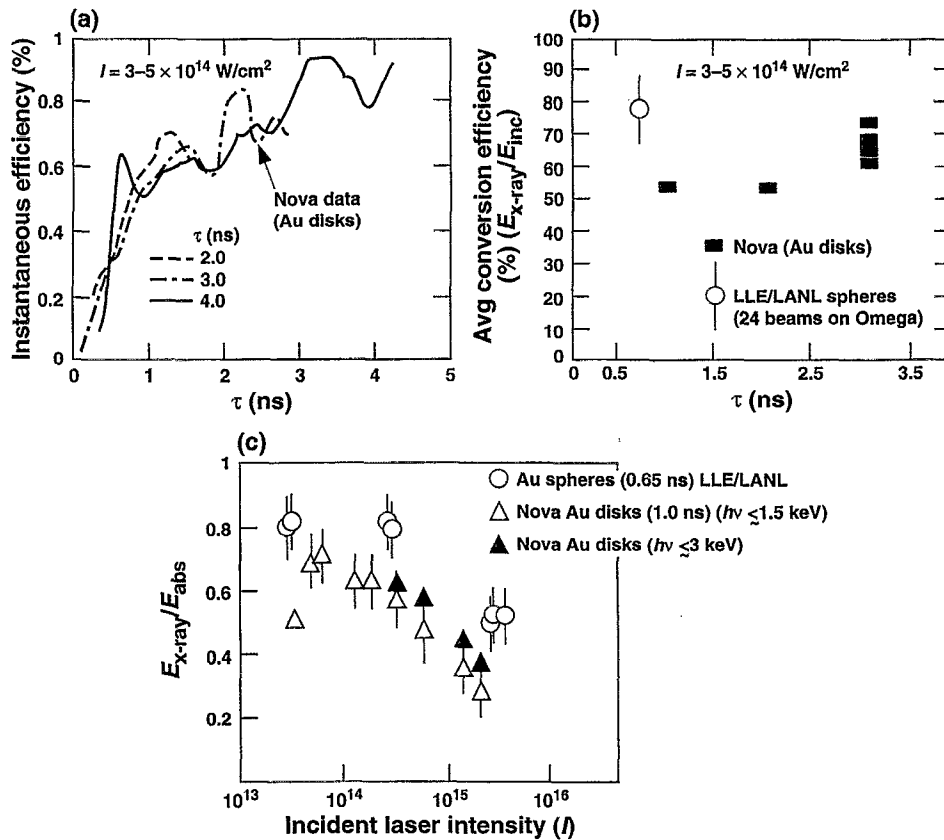 (a)
I = 3–5 × 10¹⁴ W/cm²
Instantaneous efficiency (%)
1
0.8
0.6
0.4
0.2
0
Nova data
(Au disks)
τ (ns)
2.0
3.0
4.0
0 1 2 3 4 5
τ (ns)
(b)
I = 3–5 × 10¹⁴ W/cm²
Avg conversion efficiency
(%) (E_x-ray/E_inc)
100
90
80
70
60
50
40
30
20
10
0
Nova (Au disks)
LLE/LANL spheres
(24 beams on Omega)
0 0.5 1.5 2.5 3.5
τ (ns)
(c)
E_x-ray/E_abs
1
0.8
0.6
0.4
0.2
Au spheres (0.65 ns) LLE/LANL
Nova Au disks (1.0 ns) (hν ≲1.5 keV)
Nova Au disks (hν ≲3 keV)
10¹³ 10¹⁴ 10¹⁵ 10¹⁶
Incident laser intensity (I)